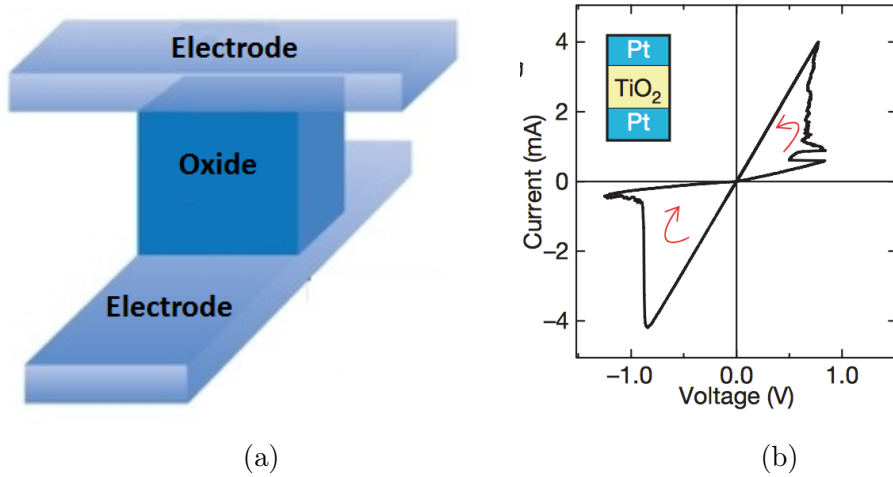 Electrode
Oxide
Electrode
(a)
Pt
TiO₂
Pt
Current (mA)
4
2
0
−2
−4
−1.0 0.0 1.0
Voltage (V)
(b)